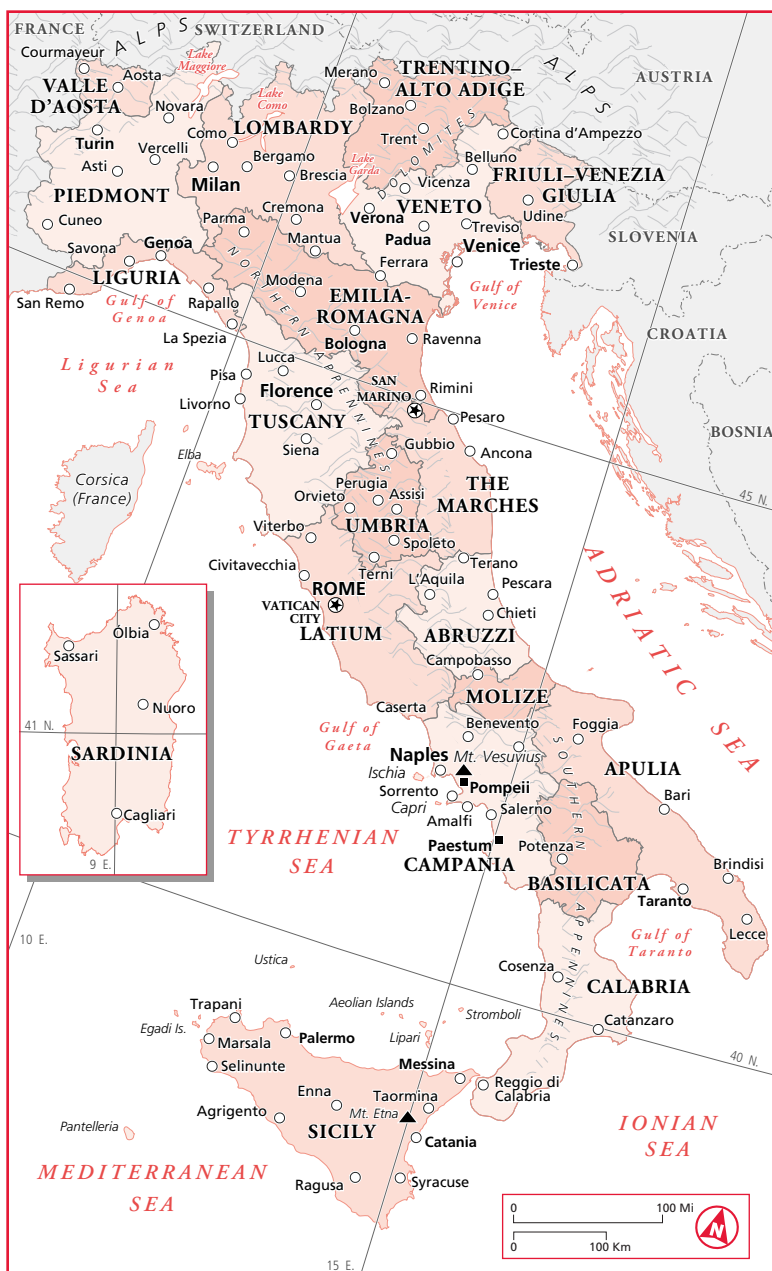 FRANCE
ALPS
SWITZERLAND
Courmayeur
Lake
Maggiore
TRENTINO–
ALTO ADIGE
Merano
ALPS
AUSTRIA
VALLE
D'AOSTA
Aosta
Lake
Como
Bolzano
Novara
LOMBARDY
Trent
Cortina d'Ampezzo
Turin
Como
DOLOMITES
Vercelli
Bergamo
Lake
Garda
Belluno
Asti
Milan
Brescia
Vicenza
FRIULI–VENEZIA
GIULIA
PIEDMONT
Cremona
Verona
VENETO
Udine
Cuneo
Parma
Padua
Treviso
SLOVENIA
Savona
Genoa
Mantua
Venice
Trieste
LIGURIA
Ferrara
San Remo
Gulf of
Genoa
Rapallo
Modena
Gulf of
Venice
NORTHERN APPENNINES
EMILIA-
ROMAGNA
La Spezia
Bologna
Ravenna
CROATIA
Ligurian
Sea
Lucca
Pisa
Florence
SAN
MARINO
Rimini
Livorno
Pesaro
TUSCANY
Gubbio
BOSNIA
Siena
Elba
Ancona
Corsica
(France)
Perugia
THE
MARCHES
45 N.
Orvieto
Assisi
UMBRIA
Viterbo
Spoleto
Civitavecchia
Terni
Terano
ADRIATIC SEA
ROME
L'Aquila
Pescara
VATICAN
CITY
Chieti
LATIUM
ABRUZZI
Ólbia
Sassari
Campobasso
Nuoro
MOLIZE
41 N.
Caserta
Gulf of
Gaeta
Benevento
Foggia
SARDINIA
SOUTHERN APPENNINES
Naples
Mt. Vesuvius
Ischia
APULIA
Pompeii
Sorrento
Bari
Capri
Salerno
Cagliari
Amalfi
TYRRHENIAN
SEA
Paestum
Potenza
9 E.
CAMPANIA
Brindisi
BASILICATA
Taranto
10 E.
Lecce
Gulf of
Taranto
Ustica
Cosenza
CALABRIA
Trapani
Aeolian Islands
Stromboli
Egadi Is.
Catanzaro
Marsala
Palermo
Lipari
40 N.
Selinunte
Messina
Enna
Taormina
Reggio di
Calabria
Agrigento
Mt. Etna
Pantelleria
SICILY
Catania
IONIAN
SEA
MEDITERRANEAN
SEA
Ragusa
Syracuse
0
100 Mi
0
100 Km
N
15 E.